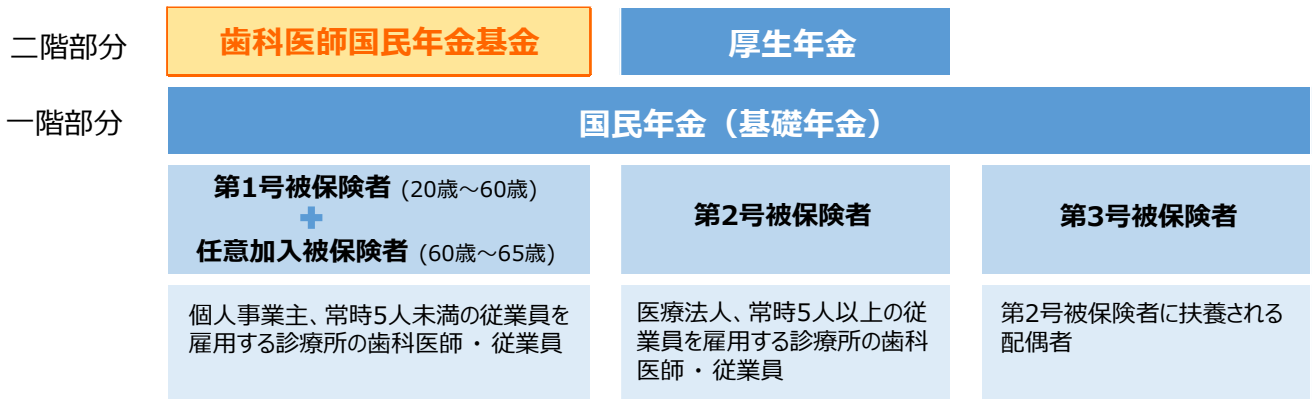 二階部分
歯科医師国民年金基金
厚生年金
一階部分
国民年金（基礎年金）
第1号被保険者 (20歳～60歳)
+
任意加入被保険者 (60歳～65歳)
第2号被保険者
第3号被保険者
個人事業主、常時5人未満の従業員を
雇用する診療所の歯科医師 ・ 従業員
医療法人、常時5人以上の従
業員を雇用する診療所の歯科
医師 ・ 従業員
第2号被保険者に扶養される
配偶者